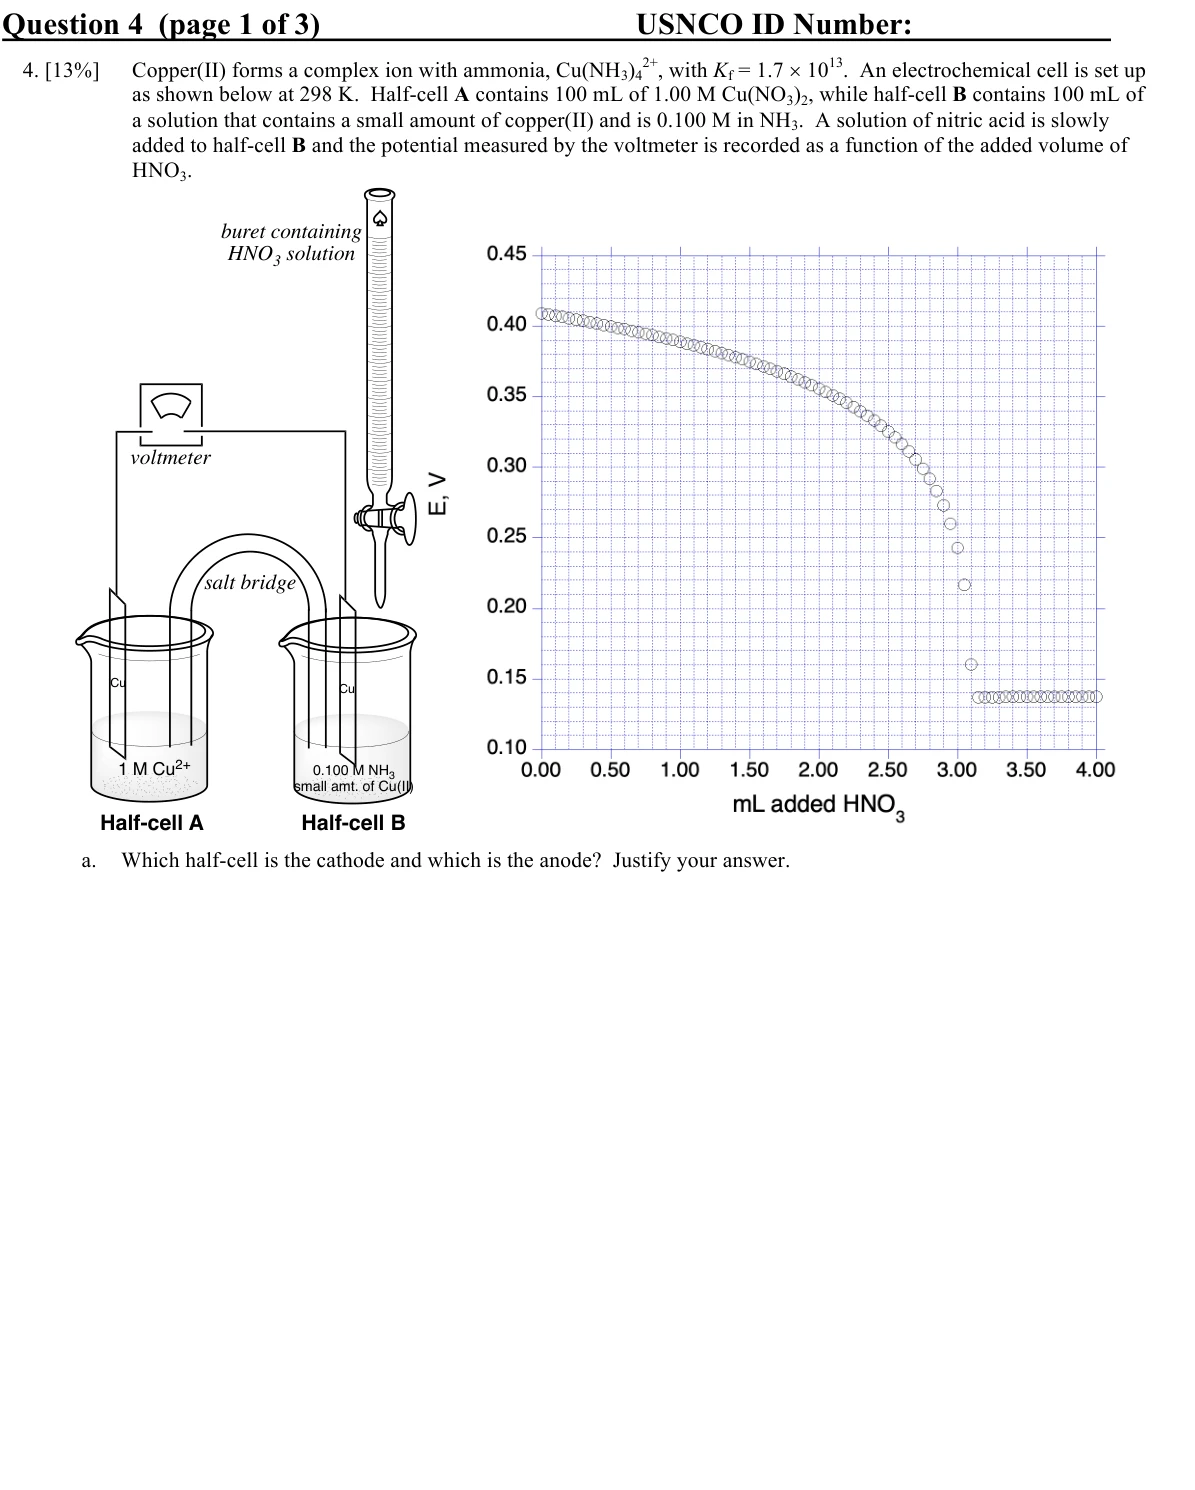 Question 4 (page 1 of 3) USNCO ID Number:
4. [13%] Copper(II) forms a complex ion with ammonia, Cu(NH₃)₄²⁺, with Kf = 1.7 × 10¹³. An electrochemical cell is set up
as shown below at 298 K. Half-cell A contains 100 mL of 1.00 M Cu(NO₃)₂, while half-cell B contains 100 mL of
a solution that contains a small amount of copper(II) and is 0.100 M in NH₃. A solution of nitric acid is slowly
added to half-cell B and the potential measured by the voltmeter is recorded as a function of the added volume of
HNO₃.
buret containing
HNO₃ solution
voltmeter
salt bridge
Cu
Cu
1 M Cu²⁺
0.100 M NH₃
small amt. of Cu(II)
Half-cell A
Half-cell B
E, V
0.45
0.40
0.35
0.30
0.25
0.20
0.15
0.10
0.00 0.50 1.00 1.50 2.00 2.50 3.00 3.50 4.00
mL added HNO₃
a. Which half-cell is the cathode and which is the anode? Justify your answer.